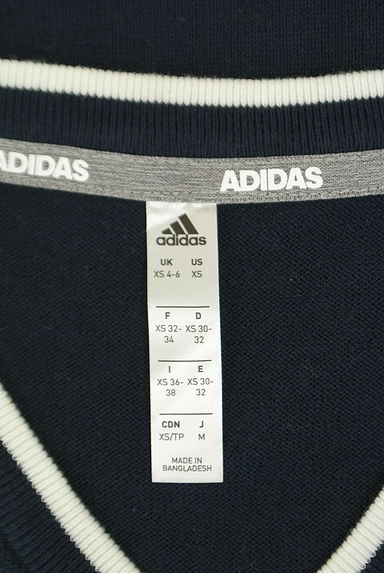 ADIDAS
ADIDAS
adidas
UK US
XS 4-6 XS
F D
XS 32- XS 30-
34 32
I E
XS 36- XS 30-
38 32
CDN J
XS/TP M
MADE IN
BANGLADESH